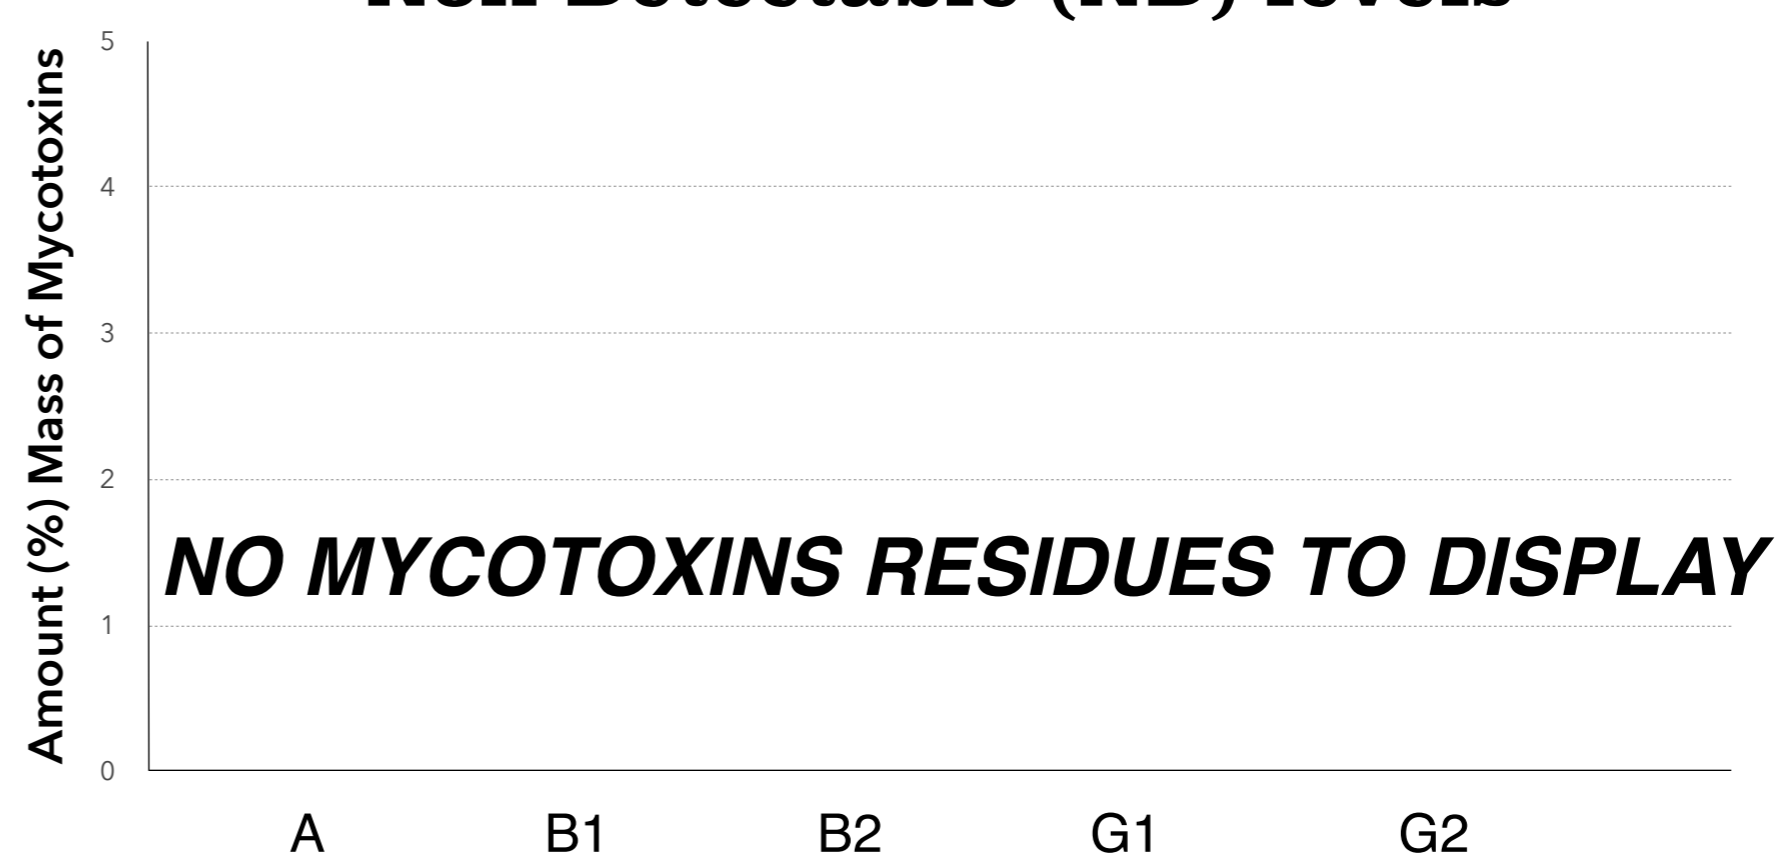 5
4
3
2
1
0
Amount (%) Mass of Mycotoxins
NO MYCOTOXINS RESIDUES TO DISPLAY
A B1 B2 G1 G2